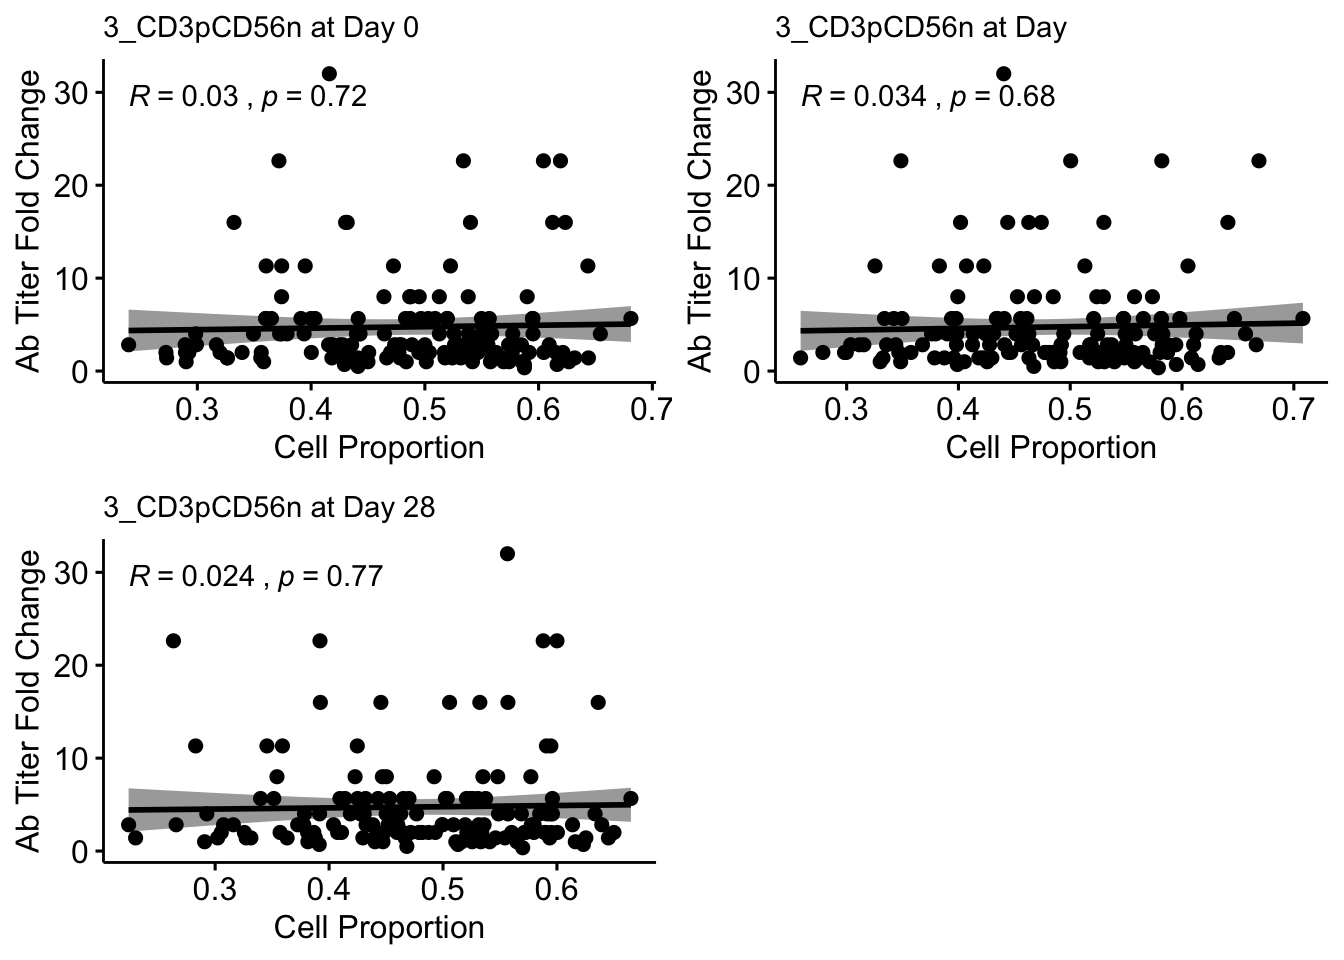 3_CD3pCD56n at Day 0
R = 0.03 , p = 0.72
Ab Titer Fold Change
30
20
10
0
0.3 0.4 0.5 0.6 0.7
Cell Proportion
3_CD3pCD56n at Day
R = 0.034 , p = 0.68
Ab Titer Fold Change
30
20
10
0
0.3 0.4 0.5 0.6 0.7
Cell Proportion
3_CD3pCD56n at Day 28
R = 0.024 , p = 0.77
Ab Titer Fold Change
30
20
10
0
0.3 0.4 0.5 0.6
Cell Proportion